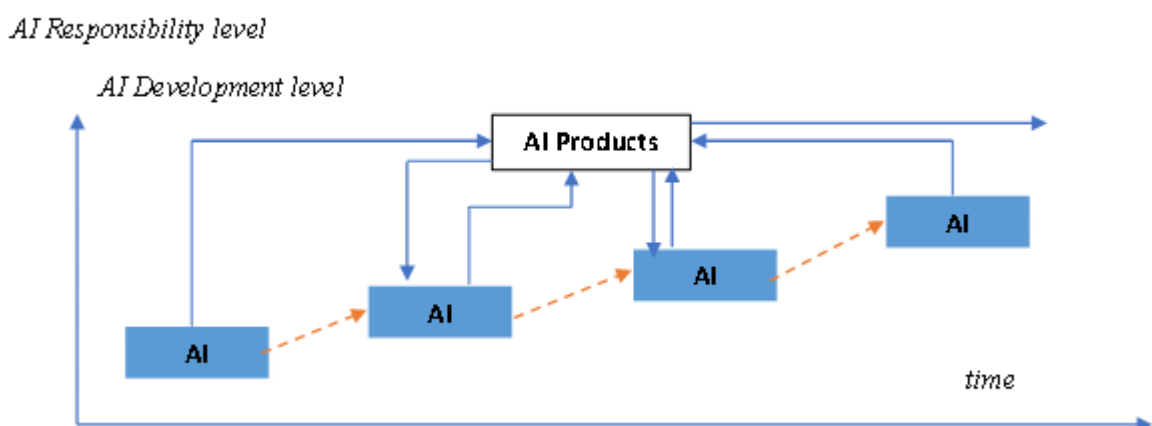 AI Responsibility level
AI Development level
AI Products
AI
AI
AI
AI
time